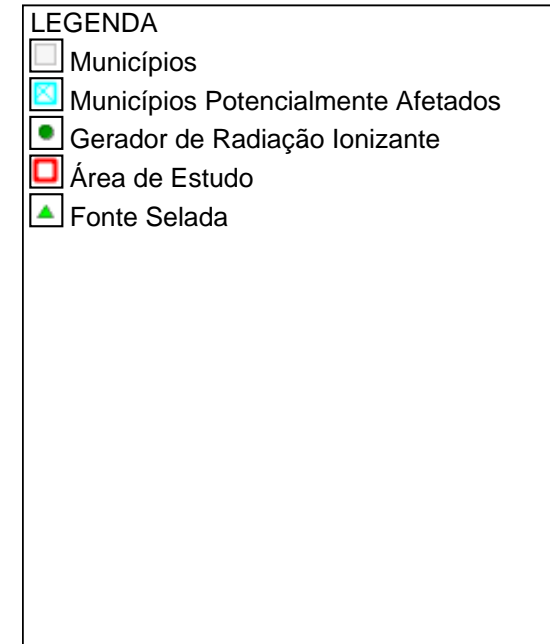 LEGENDA
Municípios
Municípios Potencialmente Afetados
Gerador de Radiação Ionizante
Área de Estudo
Fonte Selada